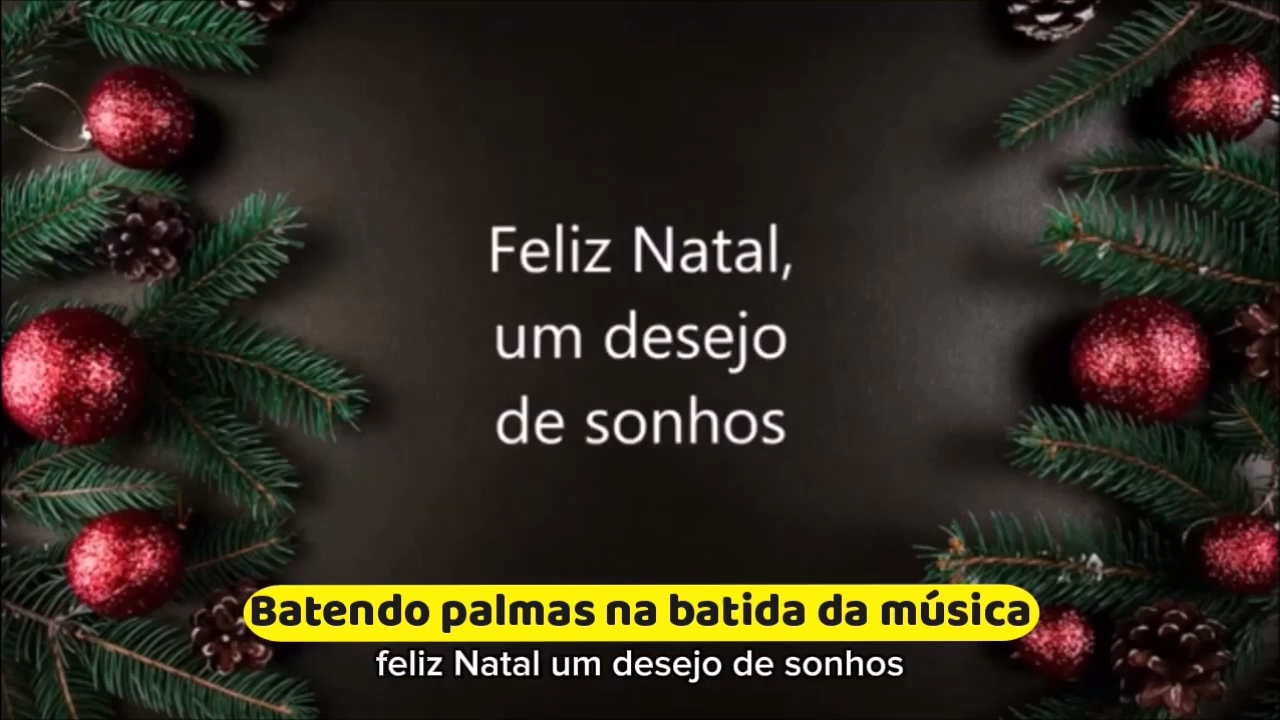 Feliz Natal,
um desejo
de sonhos
Batendo palmas na batida da música
feliz Natal um desejo de sonhos